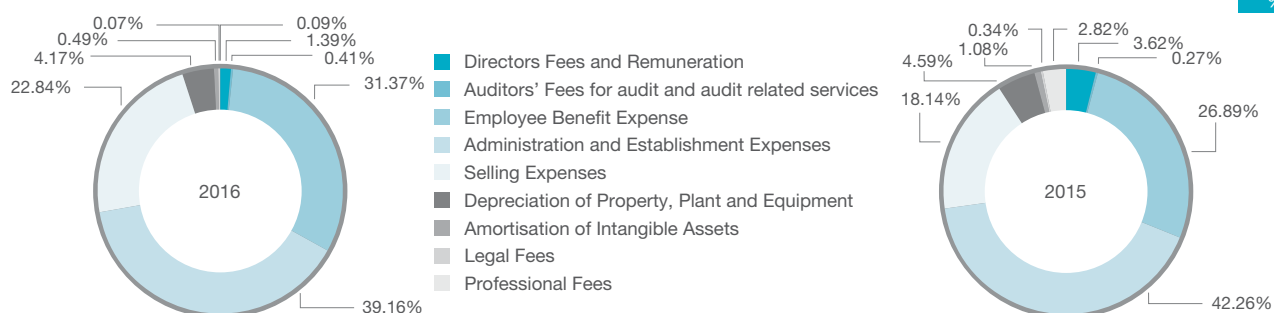 0.07%
0.09%
0.49%
1.39%
4.17%
0.41%
22.84%
31.37%
2016
39.16%
Directors Fees and Remuneration
Auditors' Fees for audit and audit related services
Employee Benefit Expense
Administration and Establishment Expenses
Selling Expenses
Depreciation of Property, Plant and Equipment
Amortisation of Intangible Assets
Legal Fees
Professional Fees
0.34%
2.82%
1.08%
3.62%
4.59%
0.27%
18.14%
26.89%
2015
42.26%
%